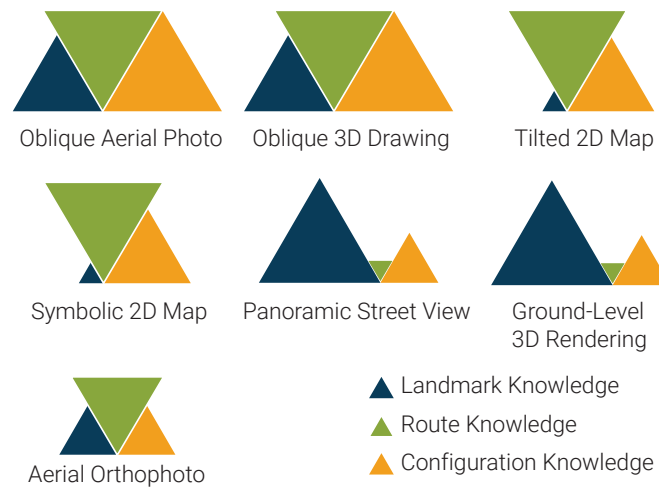 Oblique Aerial Photo
Oblique 3D Drawing
Tilted 2D Map
Symbolic 2D Map
Panoramic Street View
Ground-Level
3D Rendering
Aerial Orthophoto
Landmark Knowledge
Route Knowledge
Configuration Knowledge